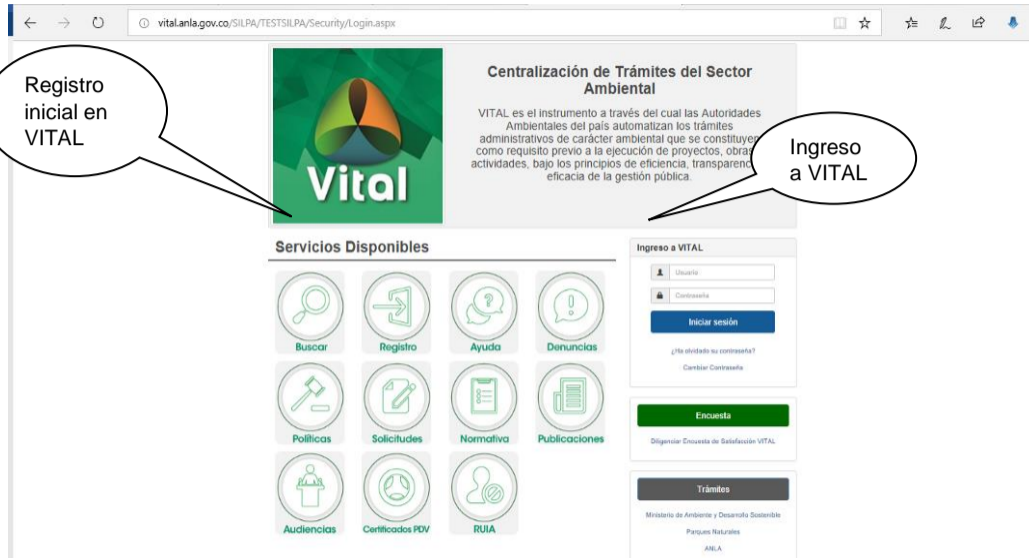 vital.anla.gov.co/SILPA/TESTSILPA/Security/Login.aspx
Registro
inicial en
VITAL
Vital
Centralización de Trámites del Sector
Ambiental
VITAL es el instrumento a través del cual las Autoridades
Ambientales del país automatizan los trámites
administrativos de carácter ambiental que se constituyen
como requisito previo a la ejecución de proyectos, obras
actividades, bajo los principios de eficiencia, transparenc
eficacia de la gestión pública.
Ingreso
a VITAL
Servicios Disponibles
Buscar
Registro
Ayuda
Denuncias
Políticas
Solicitudes
Normativa
Publicaciones
Audiencias
Certificados PDV
RUIA
Ingreso a VITAL
Usuario
Contraseña
Iniciar sesión
¿Ha olvidado su contraseña?
Cambiar Contraseña
Encuesta
Diligenciar Encuesta de Satisfacción VITAL
Trámites
Ministerio de Ambiente y Desarrollo Sostenible
Parques Naturales
ANLA